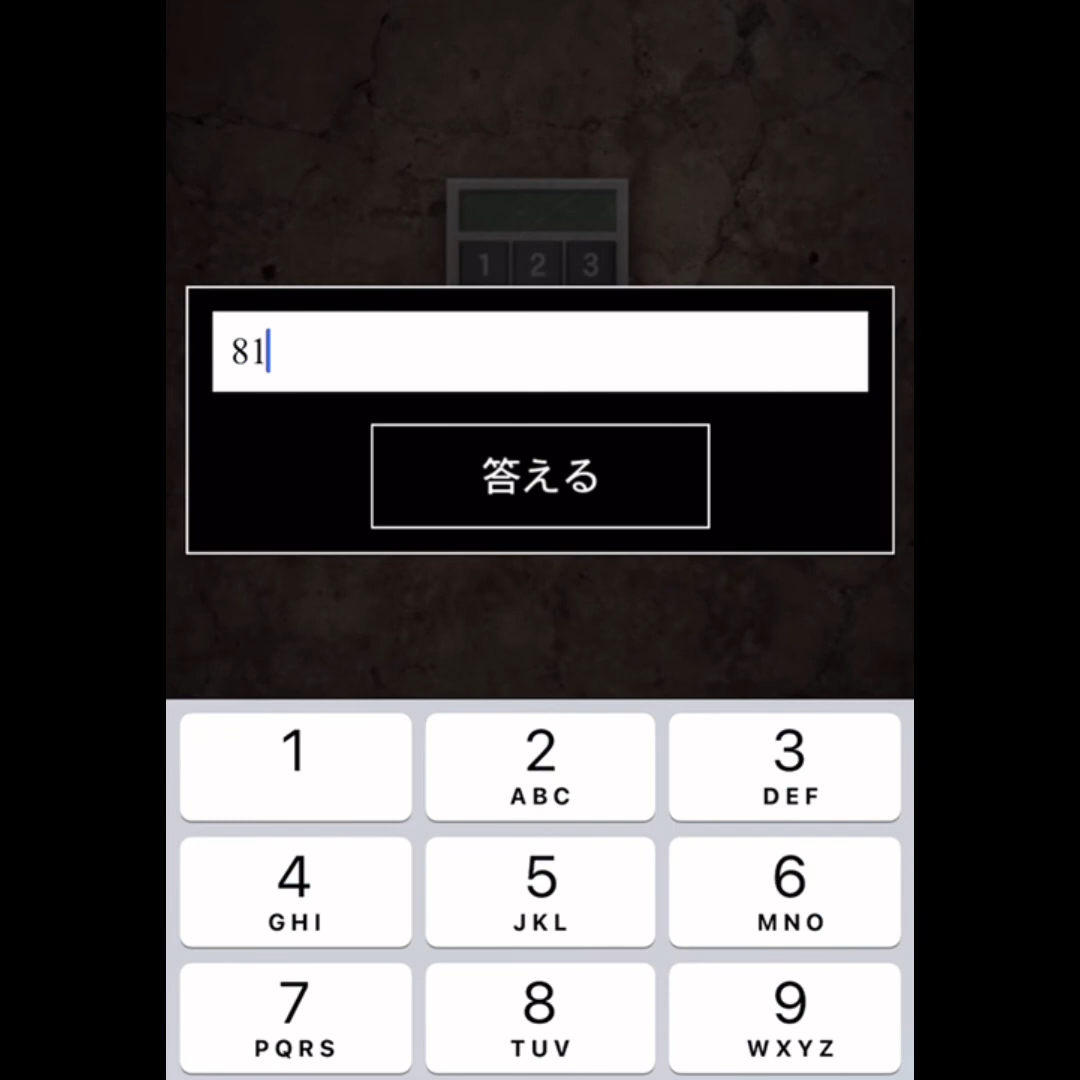 1 2 3
81
答える
1 2 3
ABC DEF
4 5 6
GHI JKL MNO
7 8 9
PQRS TUV WXYZ